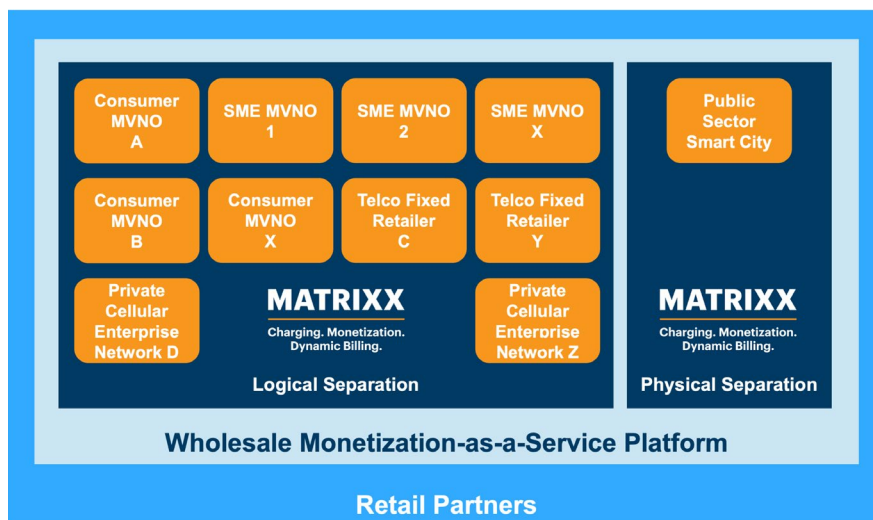 Consumer
MVNO
A
SME MVNO
1
SME MVNO
2
SME MVNO
X
Consumer
MVNO
B
Consumer
MVNO
X
Telco Fixed
Retailer
C
Telco Fixed
Retailer
Y
Private
Cellular
Enterprise
Network D
MATRIXX
Charging. Monetization.
Dynamic Billing.
Private
Cellular
Enterprise
Network Z
Logical Separation
Public
Sector
Smart City
MATRIXX
Charging. Monetization.
Dynamic Billing.
Physical Separation
Wholesale Monetization-as-a-Service Platform
Retail Partners